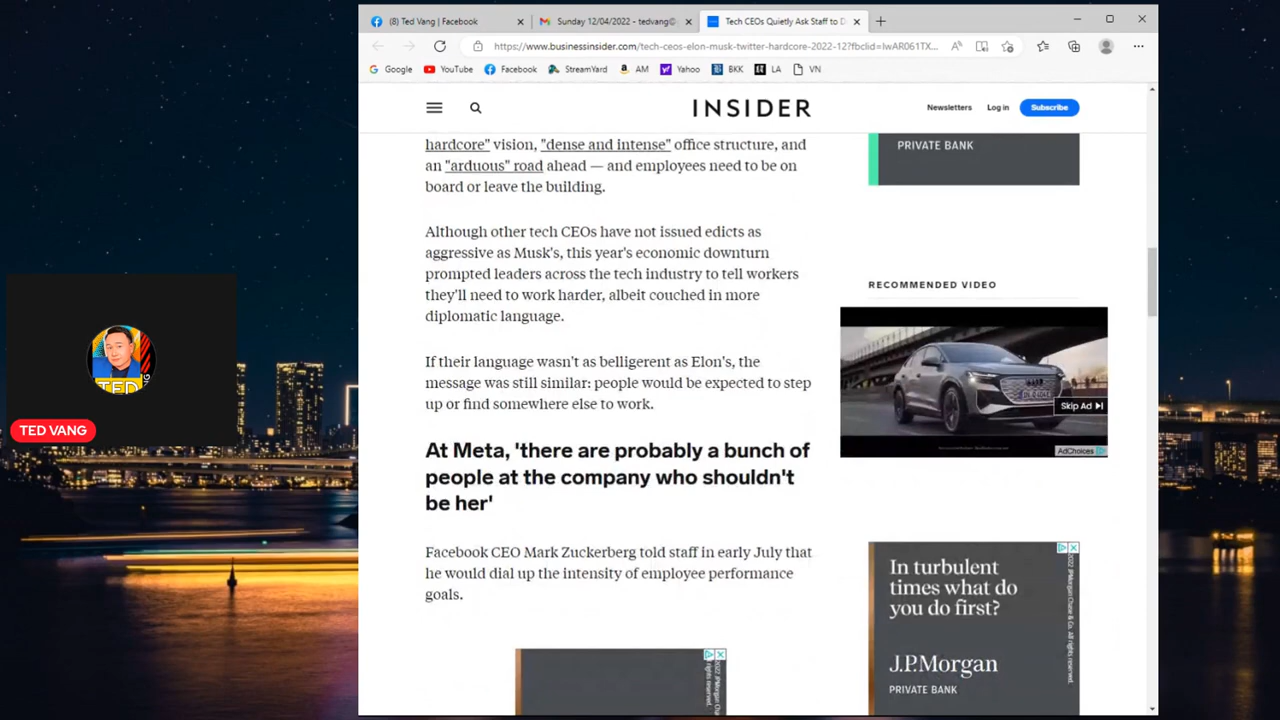 (8) Ted Vang | Facebook
Sunday 12/04/2022 - tedvang@
Tech CEOs Quietly Ask Staff to D
https://www.businessinsider.com/tech-ceos-elon-musk-twitter-hardcore-2022-12?fbclid=IwAR061TX...
Google
YouTube
Facebook
StreamYard
AM
Yahoo
BKK
LA
VN
INSIDER
Newsletters
Log in
Subscribe
hardcore" vision, "dense and intense" office structure, and
an "arduous" road ahead — and employees need to be on
board or leave the building.
Although other tech CEOs have not issued edicts as
aggressive as Musk's, this year's economic downturn
prompted leaders across the tech industry to tell workers
they'll need to work harder, albeit couched in more
diplomatic language.
If their language wasn't as belligerent as Elon's, the
message was still similar: people would be expected to step
up or find somewhere else to work.
At Meta, 'there are probably a bunch of
people at the company who shouldn't
be her'
Facebook CEO Mark Zuckerberg told staff in early July that
he would dial up the intensity of employee performance
goals.
PRIVATE BANK
RECOMMENDED VIDEO
Skip Ad
AdChoices
In turbulent
times what do
you do first?
J.P.Morgan
PRIVATE BANK
2022 JPMorgan Chase & Co. All rights reserved.
TED
TED VANG